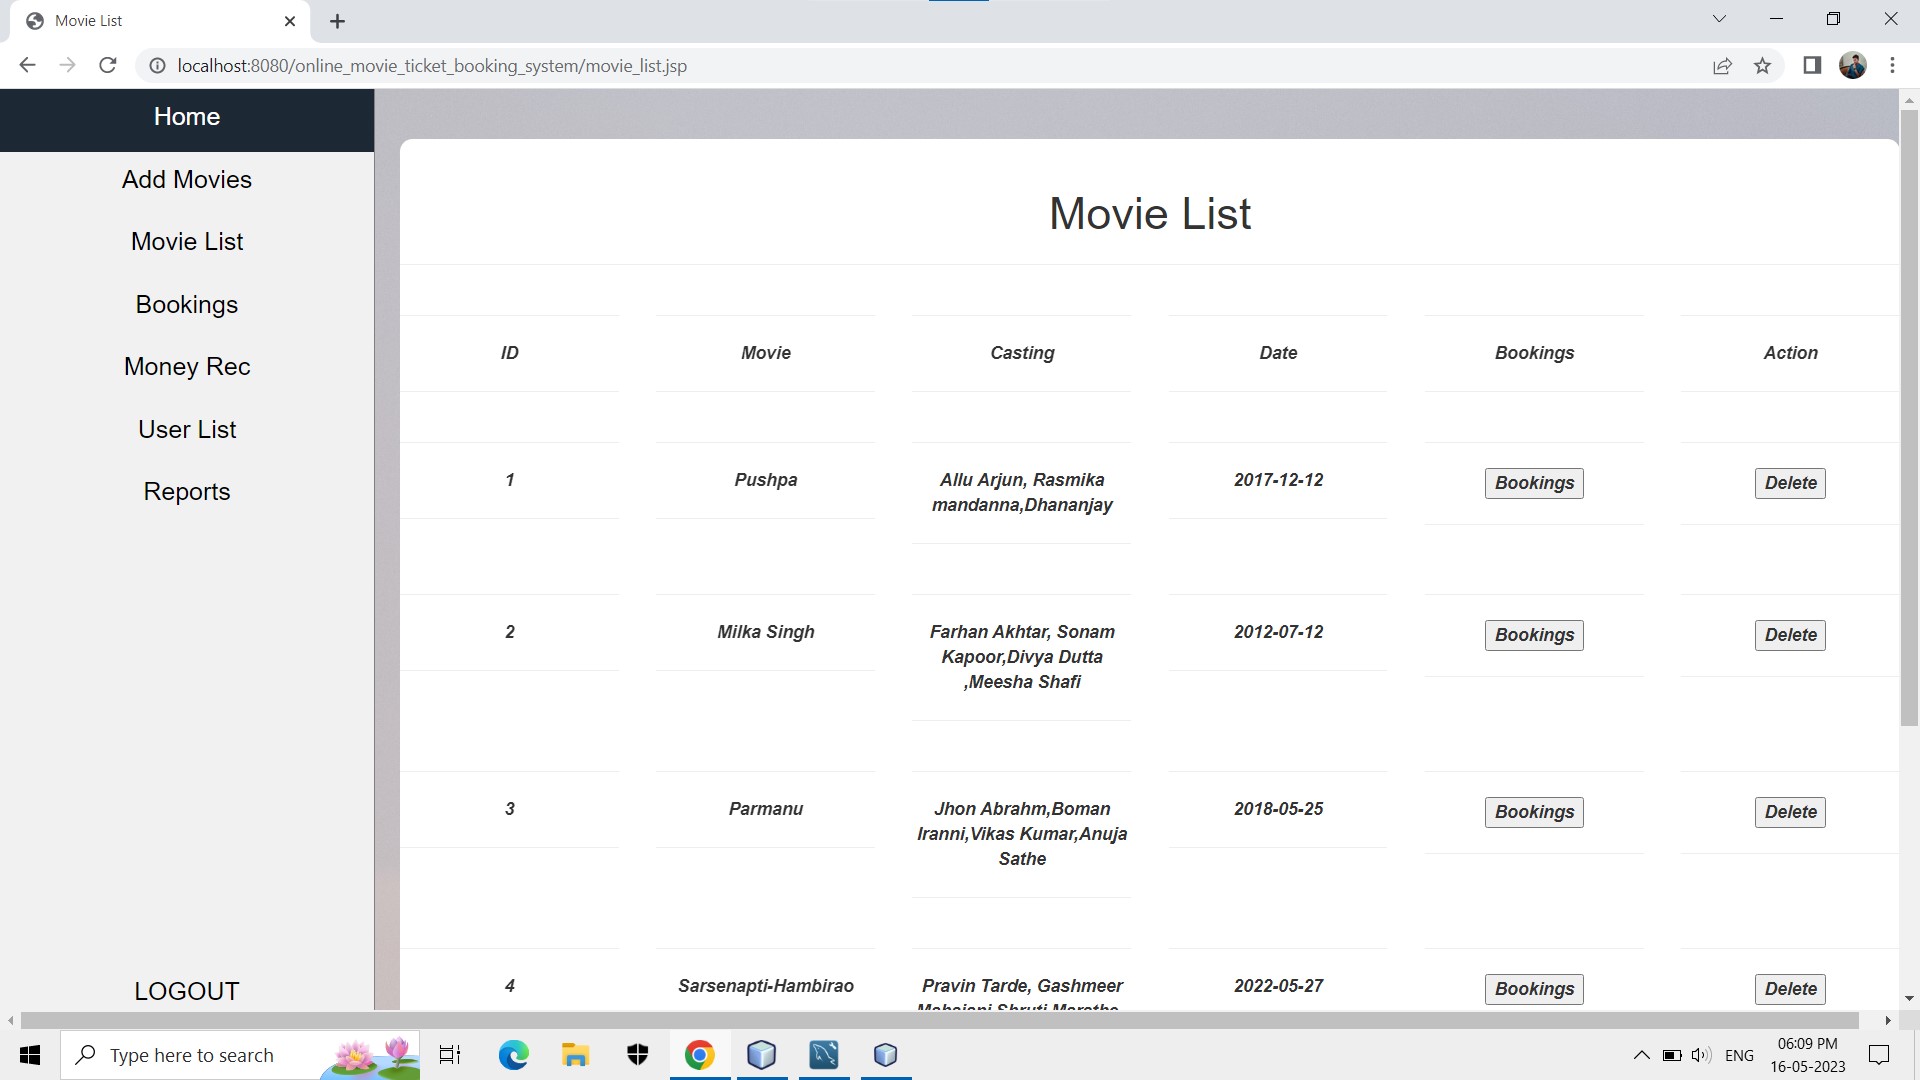 Movie List
localhost:8080/online_movie_ticket_booking_system/movie_list.jsp
Home
Add Movies
Movie List
Bookings
Money Rec
User List
Reports
LOGOUT
Movie List
ID Movie Casting Date Bookings Action
1 Pushpa Allu Arjun, Rasmika 2017-12-12 Bookings Delete
mandanna,Dhananjay
2 Milka Singh Farhan Akhtar, Sonam 2012-07-12 Bookings Delete
Kapoor,Divya Dutta
,Meesha Shafi
3 Parmanu Jhon Abrahm,Boman 2018-05-25 Bookings Delete
Iranni,Vikas Kumar,Anuja
Sathe
4 Sarsenapti-Hambirao Pravin Tarde, Gashmeer 2022-05-27 Bookings Delete
Type here to search
ENG
06:09 PM
16-05-2023